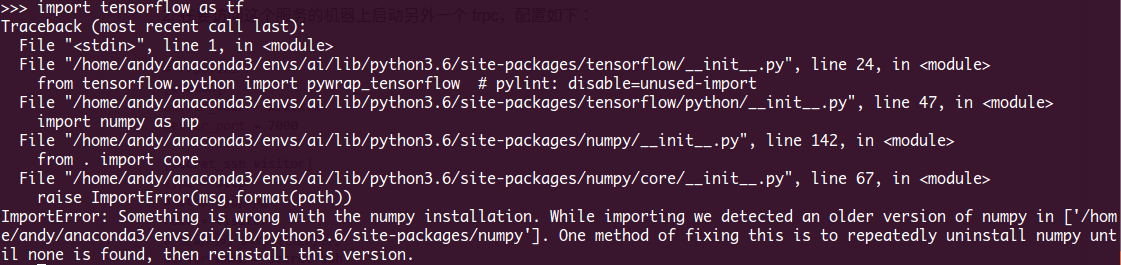 >>> import tensorflow as tf
Traceback (most recent call last):
  File "<stdin>", line 1, in <module>
  File "/home/andy/anaconda3/envs/ai/lib/python3.6/site-packages/tensorflow/__init__.py", line 24, in <module>
    from tensorflow.python import pywrap_tensorflow  # pylint: disable=unused-import
  File "/home/andy/anaconda3/envs/ai/lib/python3.6/site-packages/tensorflow/python/__init__.py", line 47, in <module>
    import numpy as np
  File "/home/andy/anaconda3/envs/ai/lib/python3.6/site-packages/numpy/__init__.py", line 142, in <module>
    from . import core
  File "/home/andy/anaconda3/envs/ai/lib/python3.6/site-packages/numpy/core/__init__.py", line 67, in <module>
    raise ImportError(msg.format(path))
ImportError: Something is wrong with the numpy installation. While importing we detected an older version of numpy in ['/hom
e/andy/anaconda3/envs/ai/lib/python3.6/site-packages/numpy']. One method of fixing this is to repeatedly uninstall numpy unt
il none is found, then reinstall this version.